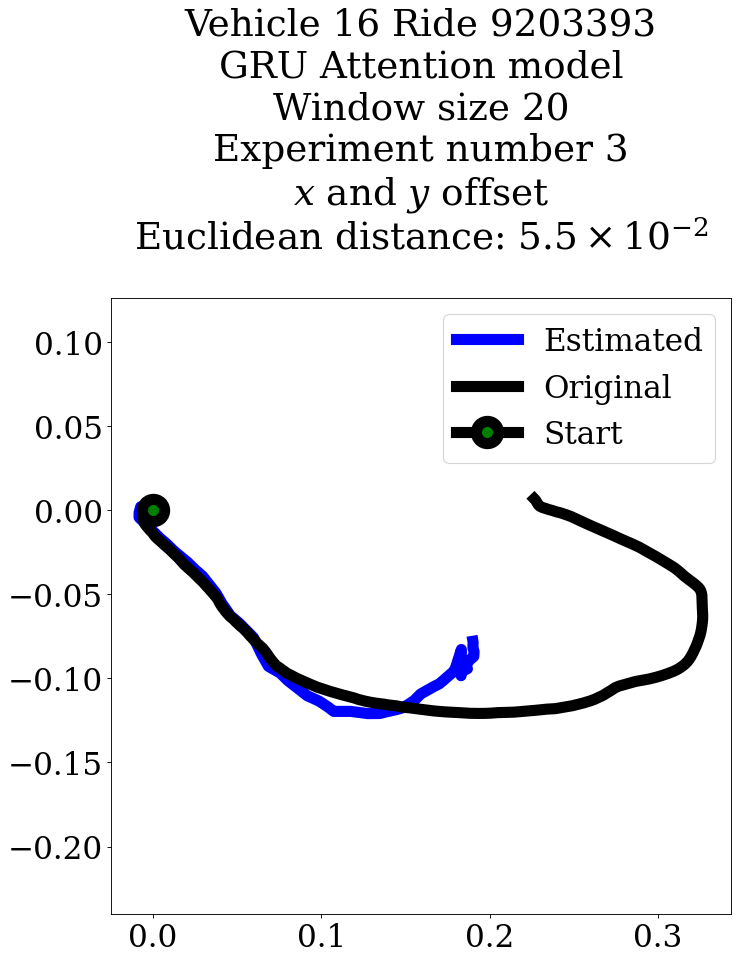 Vehicle 16 Ride 9203393
GRU Attention model
Window size 20
Experiment number 3
x and y offset
Euclidean distance: 5.5 × 10⁻²
Estimated
Original
Start
0.10
0.05
0.00
−0.05
−0.10
−0.15
−0.20
0.0 0.1 0.2 0.3